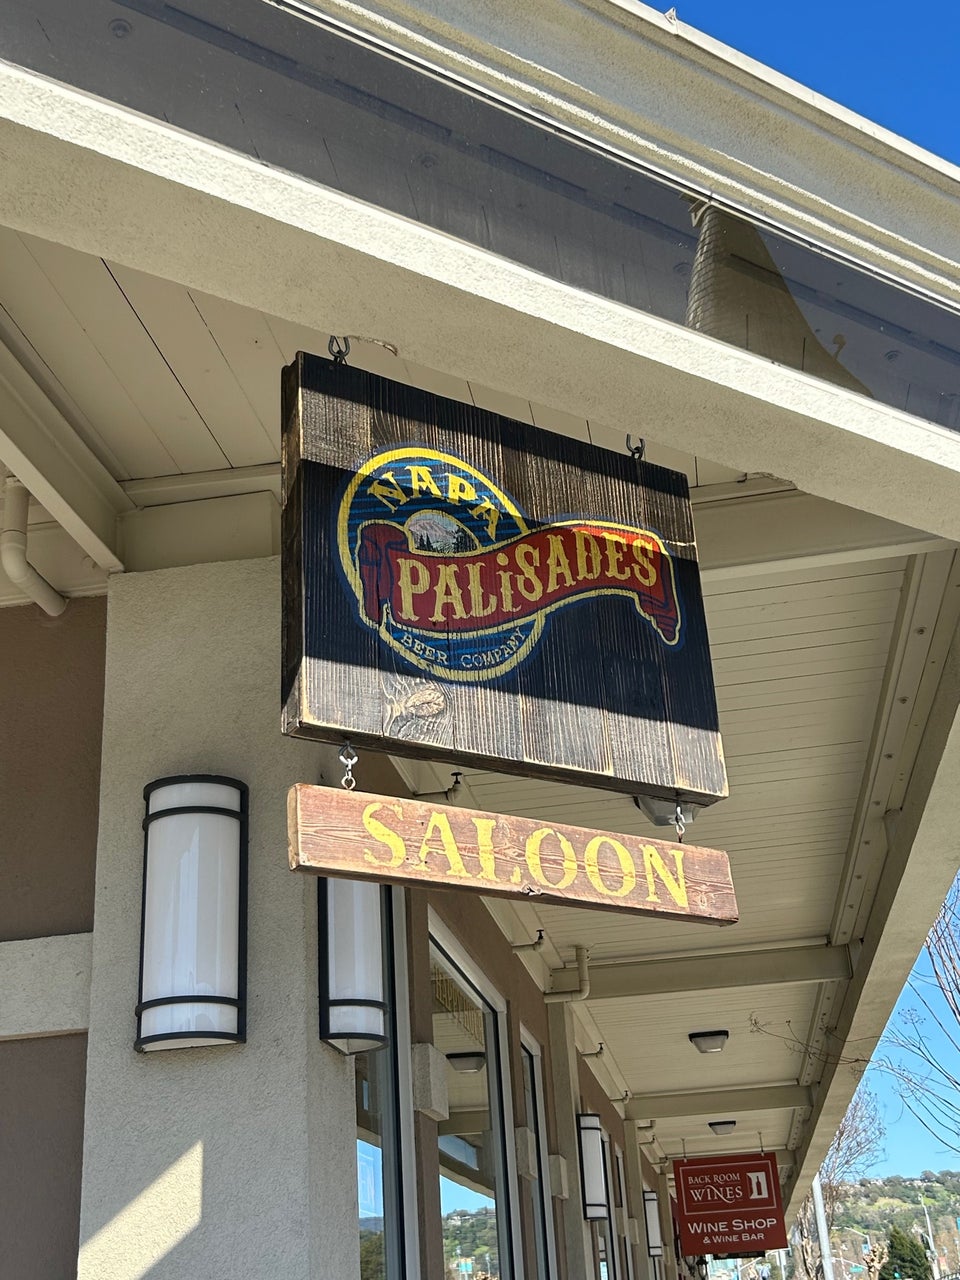 NAPA
PALiSADES
BEER COMPANY
SALOON
BACK ROOM
WINES
WINE SHOP
& WINE BAR